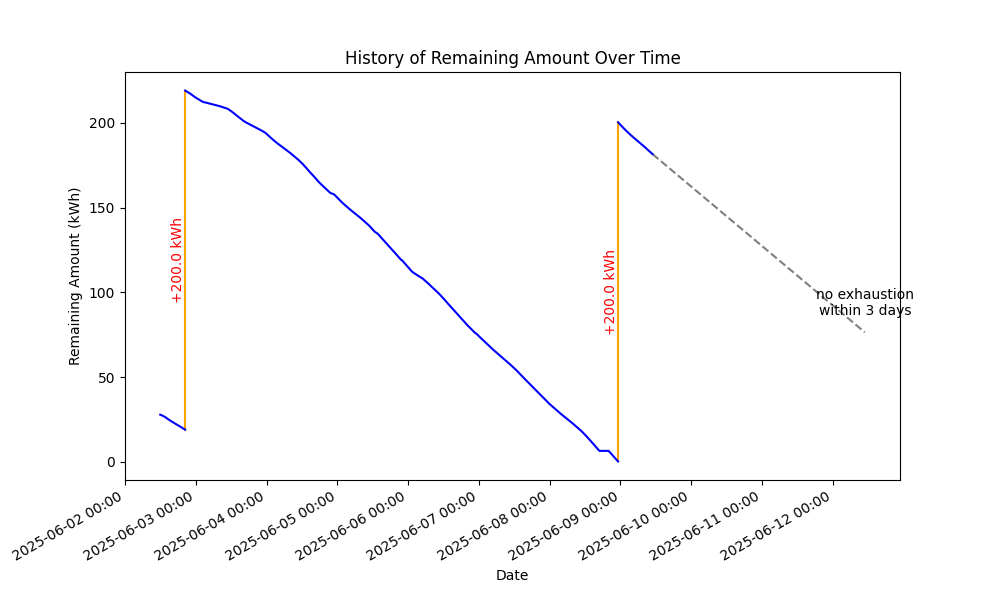 History of Remaining Amount Over Time
Remaining Amount (kWh)
200
150
100
50
0
+200.0 kWh
+200.0 kWh
no exhaustion
within 3 days
2025-06-02 00:00
2025-06-03 00:00
2025-06-04 00:00
2025-06-05 00:00
2025-06-06 00:00
2025-06-07 00:00
2025-06-08 00:00
2025-06-09 00:00
2025-06-10 00:00
2025-06-11 00:00
2025-06-12 00:00
Date